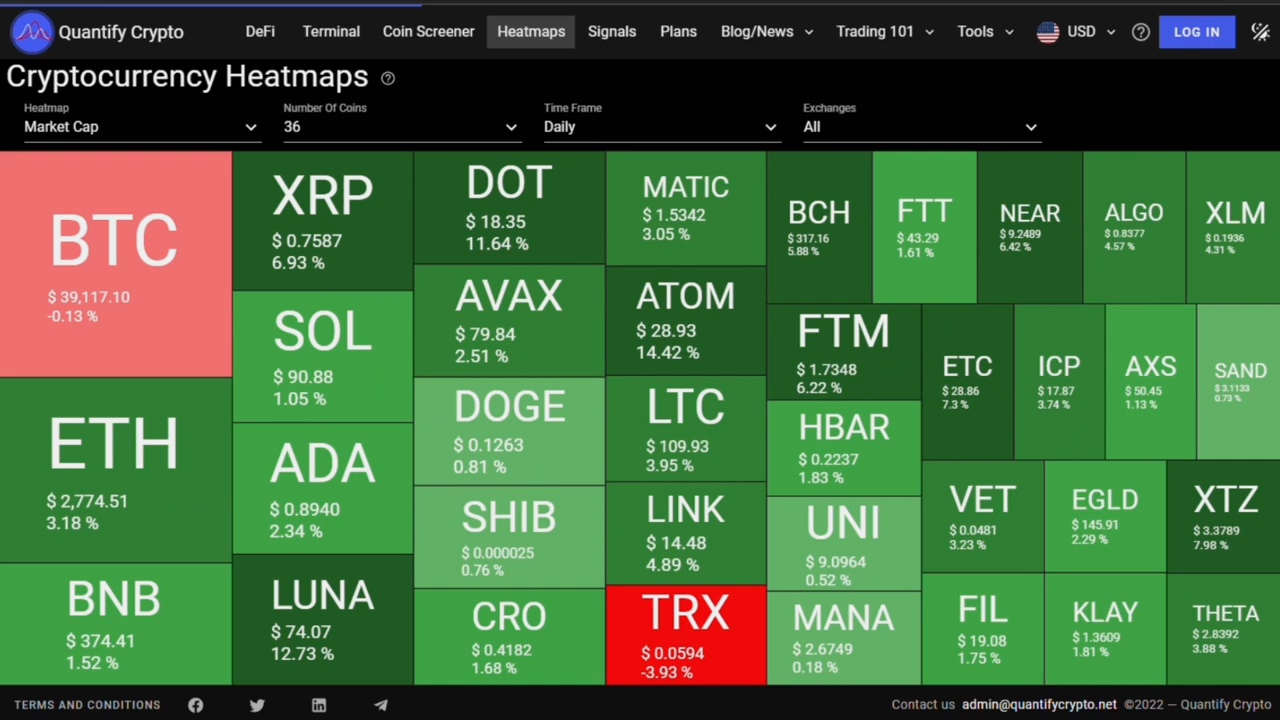 Quantify Crypto
DeFi
Terminal
Coin Screener
Heatmaps
Signals
Plans
Blog/News
Trading 101
Tools
USD
LOG IN
Cryptocurrency Heatmaps
Heatmap
Market Cap
Number Of Coins
36
Time Frame
Daily
Exchanges
All
BTC
$ 39,117.10
-0.13 %
ETH
$ 2,774.51
3.18 %
BNB
$ 374.41
1.52 %
XRP
$ 0.7587
6.93 %
SOL
$ 90.88
1.05 %
ADA
$ 0.8940
2.34 %
LUNA
$ 74.07
12.73 %
DOT
$ 18.35
11.64 %
AVAX
$ 79.84
2.51 %
DOGE
$ 0.1263
0.81 %
SHIB
$ 0.000025
0.76 %
CRO
$ 0.4182
1.68 %
MATIC
$ 1.5342
3.05 %
ATOM
$ 28.93
14.42 %
LTC
$ 109.93
3.95 %
LINK
$ 14.48
4.89 %
TRX
$ 0.0594
-3.93 %
BCH
$ 317.16
5.88 %
FTT
$ 43.29
1.61 %
NEAR
$ 9.2489
6.42 %
ALGO
$ 0.8377
4.57 %
XLM
$ 0.1936
4.31 %
FTM
$ 1.7348
6.22 %
HBAR
$ 0.2237
1.83 %
UNI
$ 9.0964
0.52 %
MANA
$ 2.6749
0.18 %
ETC
$ 28.86
7.3 %
ICP
$ 17.87
3.74 %
AXS
$ 50.45
1.13 %
SAND
$ 3.1133
0.73 %
VET
$ 0.0481
3.23 %
EGLD
$ 145.91
2.29 %
XTZ
$ 3.3789
7.98 %
FIL
$ 19.08
1.75 %
KLAY
$ 1.3609
1.81 %
THETA
$ 2.8392
3.88 %
TERMS AND CONDITIONS
Contact us admin@quantifycrypto.net ©2022 — Quantify Crypto